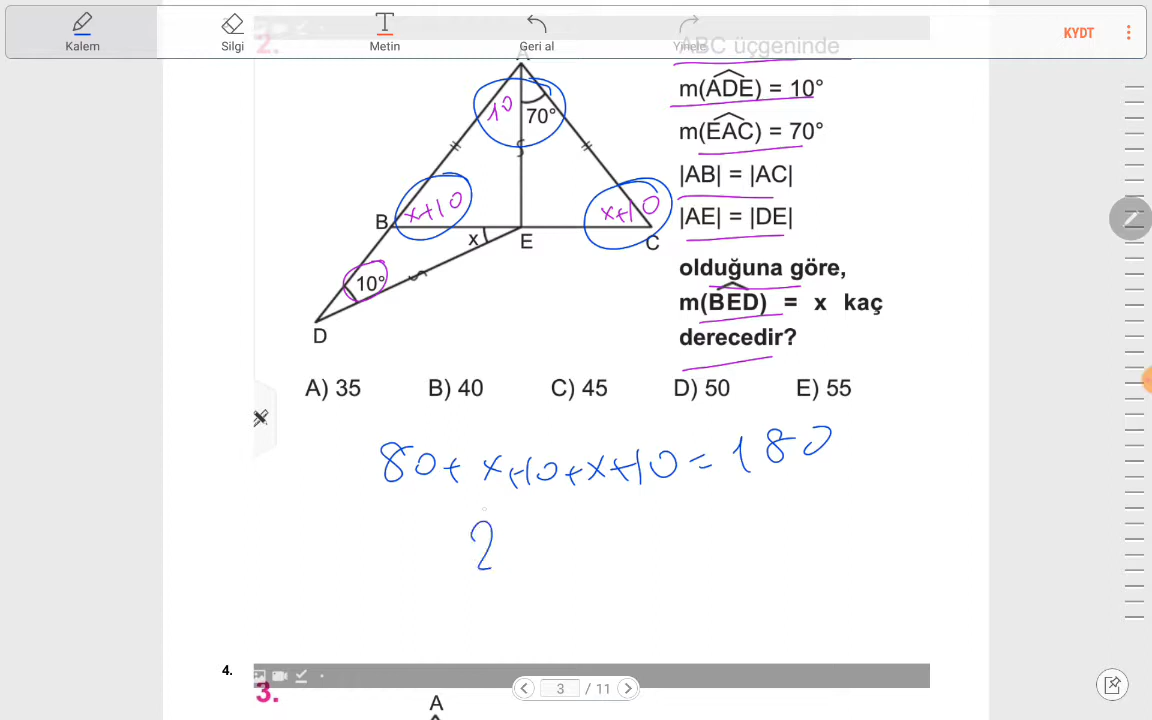 Kalem Silgi Metin Geri al Yinele KYDT
2.
ABC üçgeninde
m(ADE) = 10°
m(EAC) = 70°
|AB| = |AC|
|AE| = |DE|
olduğuna göre,
m(BED) = x kaç
derecedir?
A
10 70°
B x+10 x+10
x E C
10°
D
A) 35 B) 40 C) 45 D) 50 E) 55
80+ x+10+x+10=180
2
4.
3.
3 / 11
A